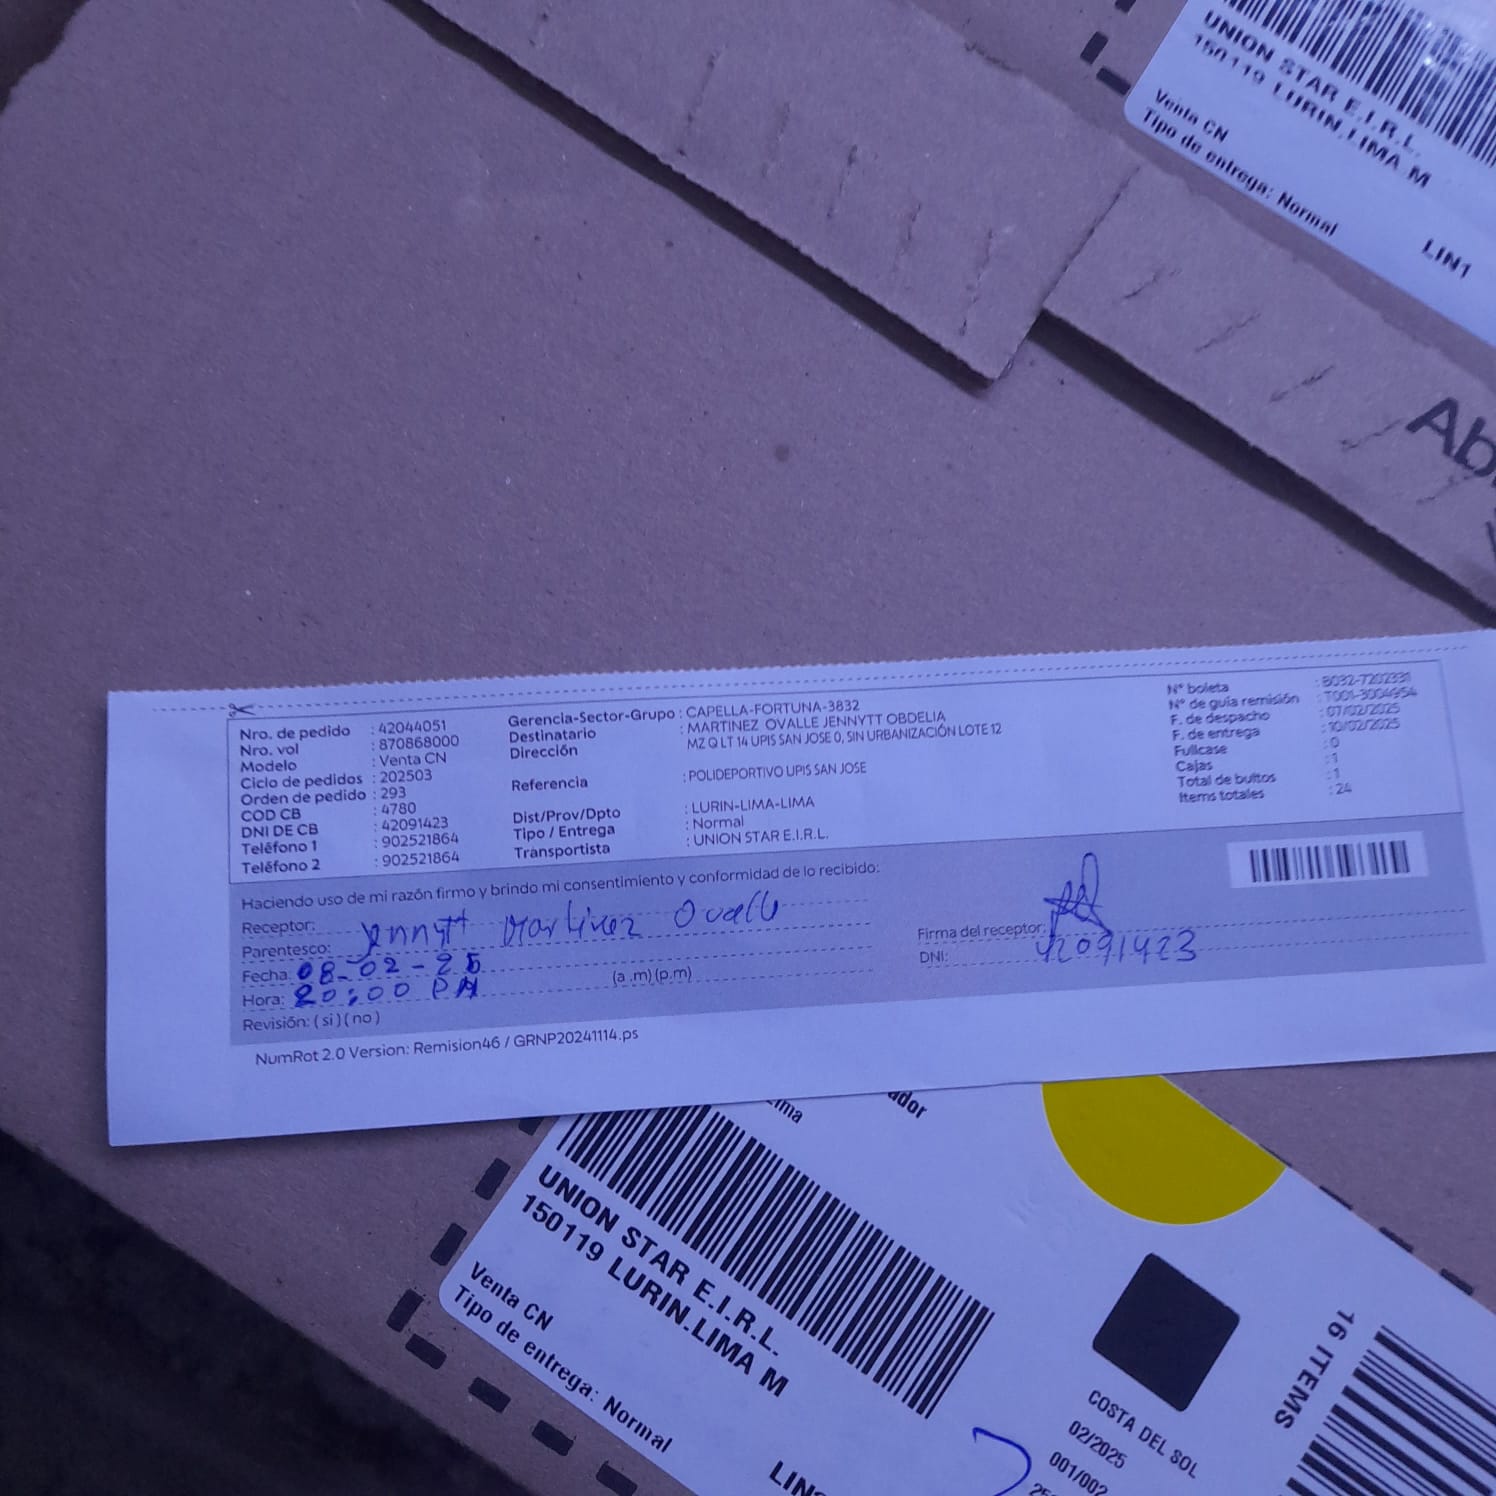 UNION STAR E.I.R.L.
150119 LURIN.LIMA M
Venta CN
Tipo de entrega: Normal
LIN1
Nro. de pedido : 42044051
Nro. vol : 870868000
Modelo : Venta CN
Ciclo de pedidos : 202503
Orden de pedido : 293
COD CB : 4780
DNI DE CB : 42091423
Teléfono 1 : 902521864
Teléfono 2 : 902521864
Gerencia-Sector-Grupo : CAPELLA-FORTUNA-3832
Destinatario : MARTINEZ OVALLE JENNYTT OBDELIA
Dirección MZ Q LT 14 UPIS SAN JOSE 0, SIN URBANIZACIÓN LOTE 12
Referencia : POLIDEPORTIVO UPIS SAN JOSE
Dist/Prov/Dpto : LURIN-LIMA-LIMA
Tipo / Entrega : Normal
Transportista : UNION STAR E.I.R.L.
N° boleta : B032-7202331
N° de guía remisión : T001-3004954
F. de despacho : 07/02/2025
F. de entrega : 10/02/2025
Fullcase : 0
Cajas : 1
Total de bultos : 1
Items totales : 24
Haciendo uso de mi razón firmo y brindo mi consentimiento y conformidad de lo recibido:
Receptor: Jennytt Martinez Ovalle
Parentesco:
Fecha: 08-02-25
Hora: 20:00 PM (a.m)(p.m)
Revisión: ( si ) ( no )
Firma del receptor:
DNI: 42091423
NumRot 2.0 Version: Remision46 / GRNP20241114.ps
UNION STAR E.I.R.L.
150119 LURIN.LIMA M
Venta CN
Tipo de entrega: Normal
COSTA DEL SOL
02/2025
001/002
16 ITEMS